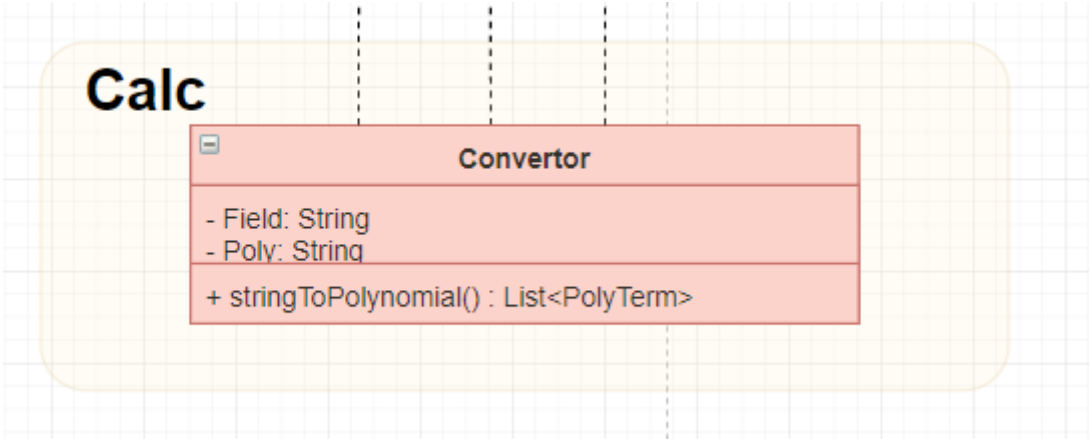 Calc
Convertor
- Field: String
- Poly: String
+ stringToPolynomial() : List<PolyTerm>